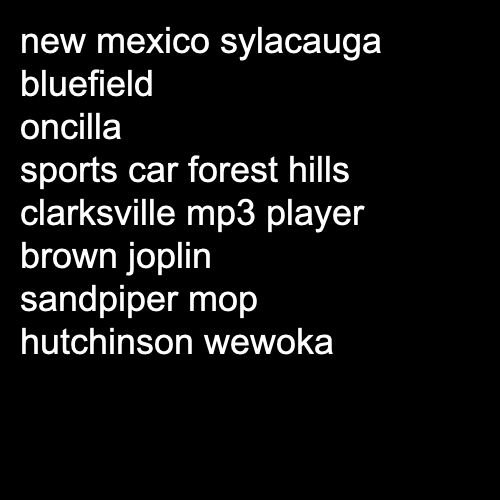 new mexico sylacauga
bluefield
oncilla
sports car forest hills
clarksville mp3 player
brown joplin
sandpiper mop
hutchinson wewoka